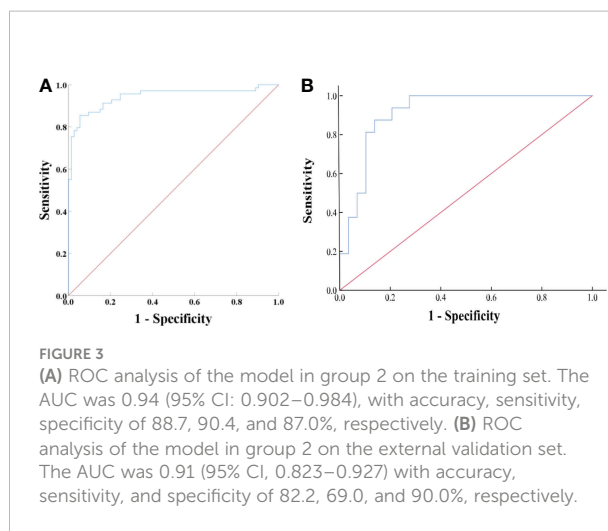 A
B
1.0
0.8
0.6
0.4
0.2
0.0
Sensitivity
0.0 0.2 0.4 0.6 0.8 1.0
1 - Specificity
1.0
0.8
0.6
0.4
0.2
0.0
Sensitivity
0.0 0.2 0.4 0.6 0.8 1.0
1 - Specificity
FIGURE 3
(A) ROC analysis of the model in group 2 on the training set. The
AUC was 0.94 (95% CI: 0.902–0.984), with accuracy, sensitivity,
specificity of 88.7, 90.4, and 87.0%, respectively. (B) ROC
analysis of the model in group 2 on the external validation set.
The AUC was 0.91 (95% CI, 0.823–0.927) with accuracy,
sensitivity, and specificity of 82.2, 69.0, and 90.0%, respectively.